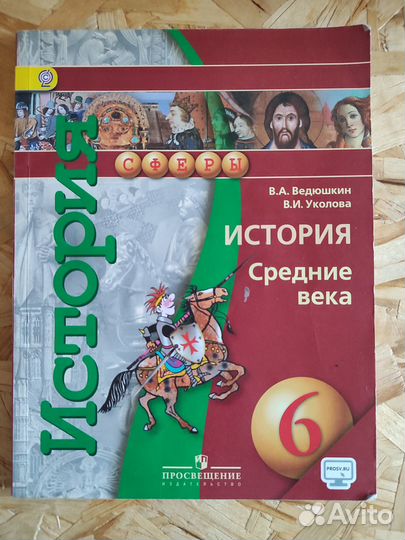 История
СФЕРЫ
В.А. Ведюшкин
В.И. Уколова
ИСТОРИЯ
Средние
века
6
PROSV.RU
ПРОСВЕЩЕНИЕ
ИЗДАТЕЛЬСТВО
Avito